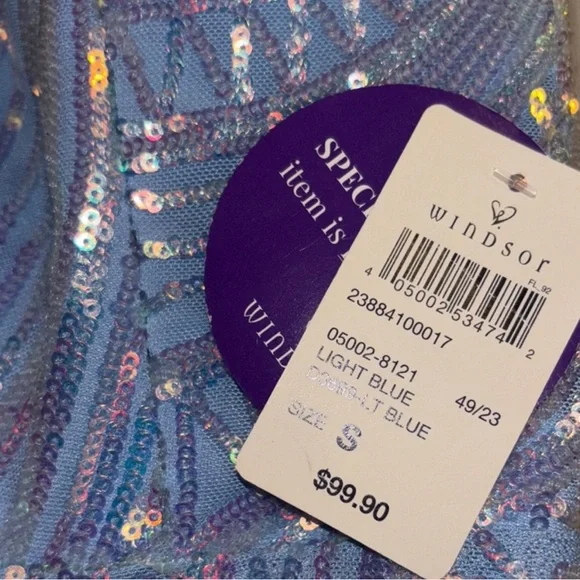 SPEC
item is
WIND
WINDSOR
FL_92
4 05002 53474 2
23884100017
05002-8121
LIGHT BLUE 49/23
LT BLUE
SIZE S
$99.90